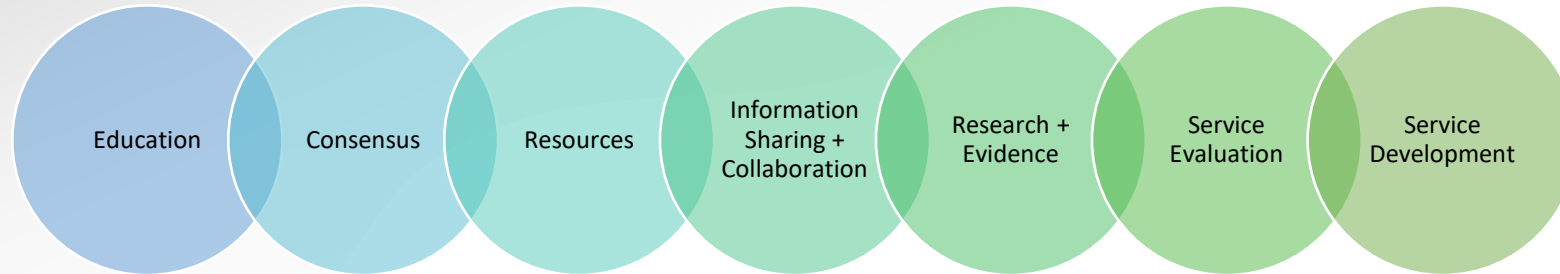 Education
Consensus
Resources
Information
Sharing +
Collaboration
Research +
Evidence
Service
Evaluation
Service
Development